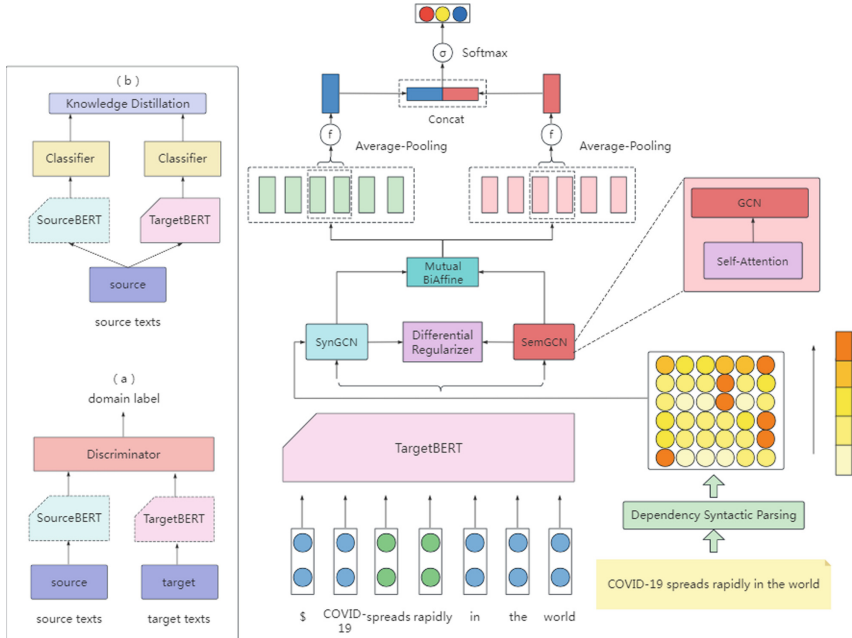 (b)
Knowledge Distillation
Classifier
Classifier
SourceBERT
TargetBERT
source
source texts
(a)
domain label
Discriminator
SourceBERT
TargetBERT
source
target
source texts
target texts
σ
Softmax
Concat
f
f
Average-Pooling
Average-Pooling
Mutual
BiAffine
SynGCN
Differential
Regularizer
SemGCN
GCN
Self-Attention
TargetBERT
$
COVID-
19
spreads
rapidly
in
the
world
Dependency Syntactic Parsing
COVID-19 spreads rapidly in the world